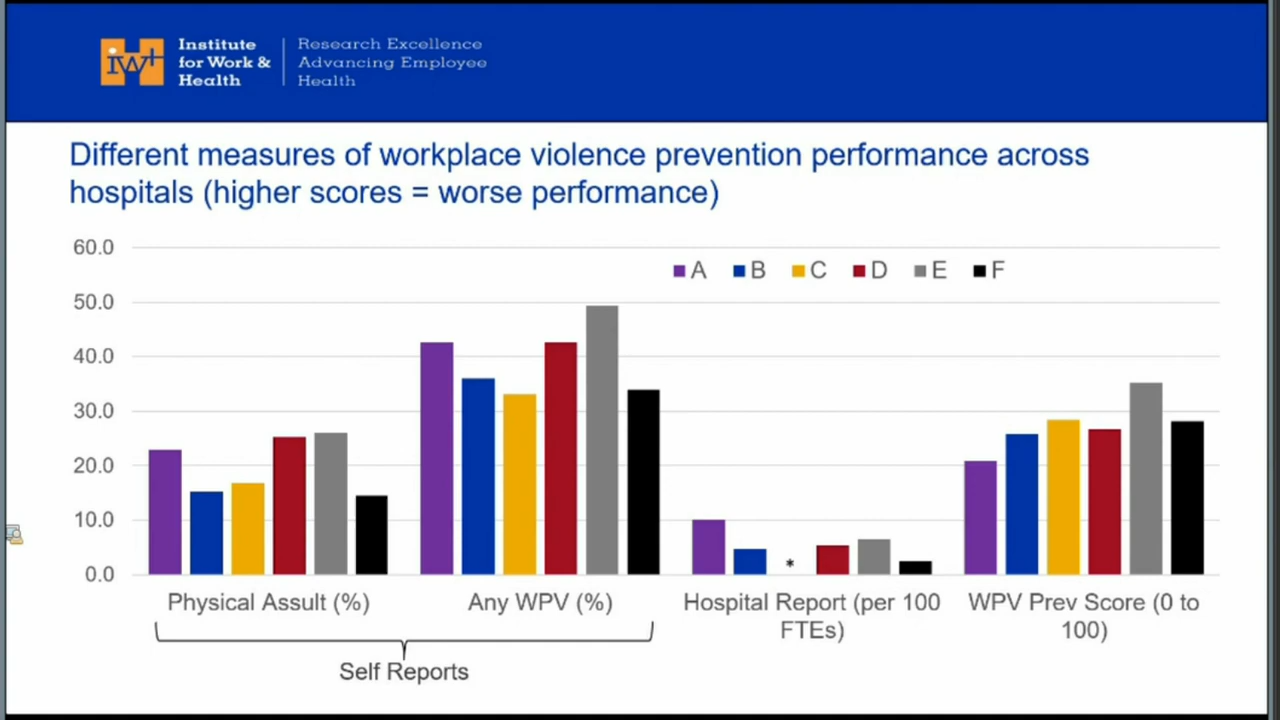 iw+
Institute
for Work &
Health
Research Excellence
Advancing Employee
Health
Different measures of workplace violence prevention performance across
hospitals (higher scores = worse performance)
60.0
50.0
40.0
30.0
20.0
10.0
0.0
A B C D E F
*
Physical Assult (%)
Any WPV (%)
Hospital Report (per 100
FTEs)
WPV Prev Score (0 to
100)
Self Reports